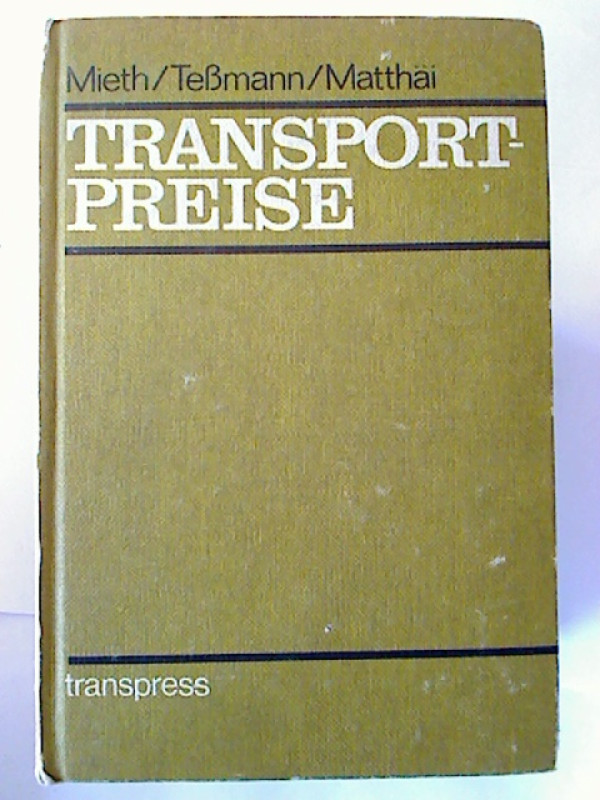 Mieth/Teßmann/Matthäi
TRANSPORT-
PREISE
transpress